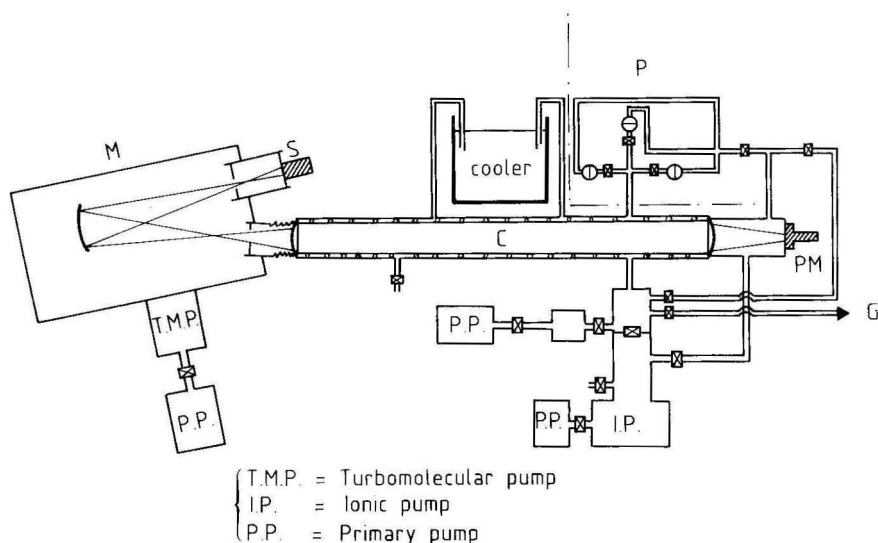 P
M
S
cooler
C
PM
T.M.P.
P.P.
G
P.P.
P.P.
I.P.
T.M.P. = Turbomolecular pump
I.P. = Ionic pump
P.P. = Primary pump